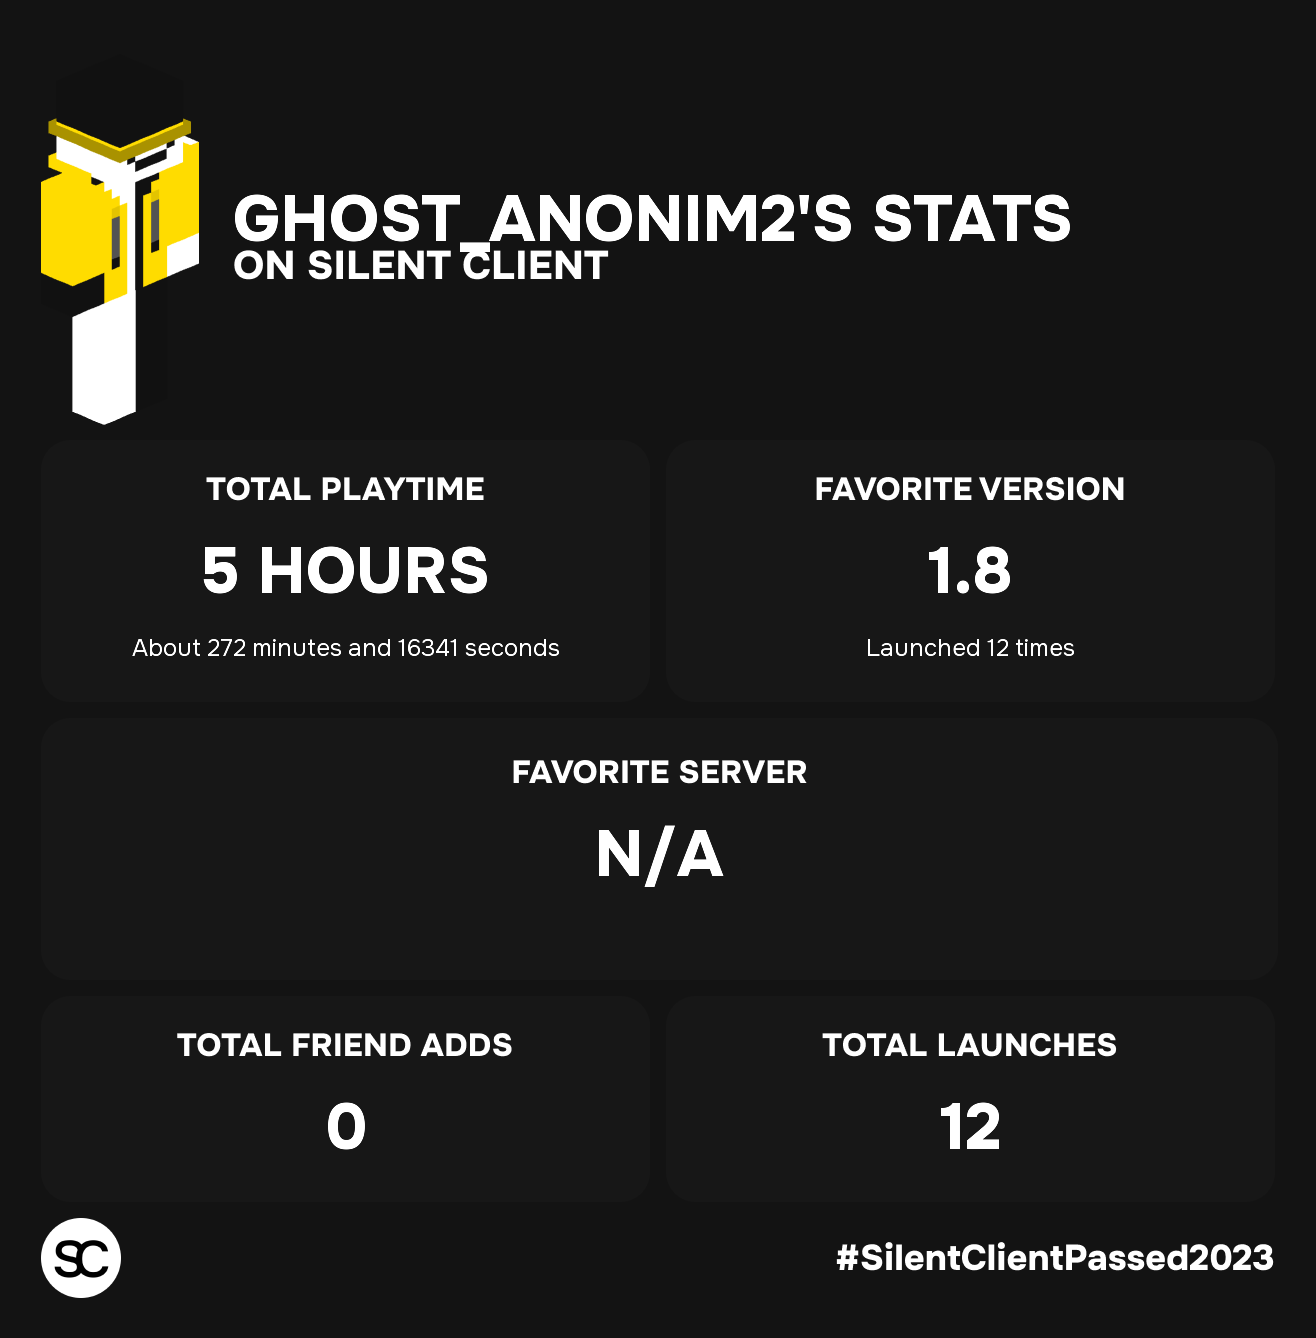 GHOST_ANONIM2'S STATS
ON SILENT CLIENT
TOTAL PLAYTIME
5 HOURS
About 272 minutes and 16341 seconds
FAVORITE VERSION
1.8
Launched 12 times
FAVORITE SERVER
N/A
TOTAL FRIEND ADDS
0
TOTAL LAUNCHES
12
SC
#SilentClientPassed2023